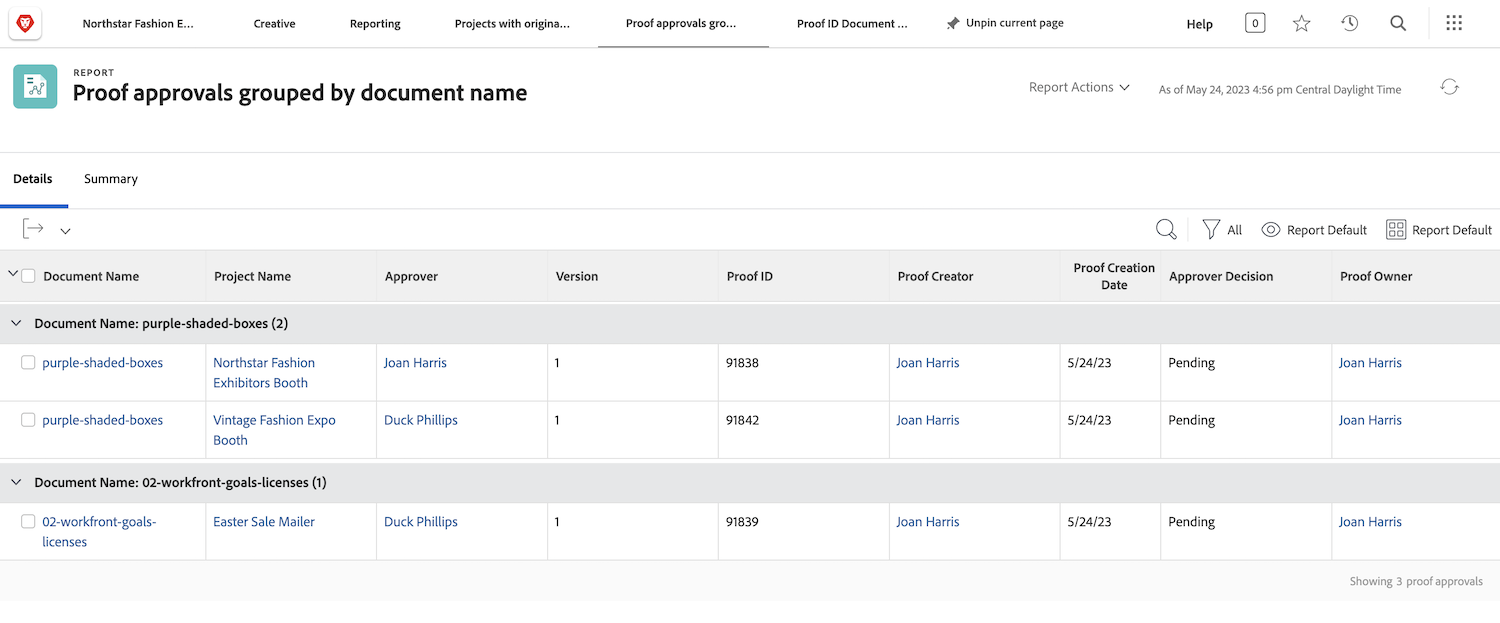 Northstar Fashion E... Creative Reporting Projects with origina... Proof approvals gro... Proof ID Document ... Unpin current page Help 0
REPORT
Proof approvals grouped by document name
Report Actions As of May 24, 2023 4:56 pm Central Daylight Time
Details Summary
All Report Default Report Default
Document Name Project Name Approver Version Proof ID Proof Creator Proof Creation Date Approver Decision Proof Owner
Document Name: purple-shaded-boxes (2)
purple-shaded-boxes Northstar Fashion Joan Harris 1 91838 Joan Harris 5/24/23 Pending Joan Harris
Exhibitors Booth
purple-shaded-boxes Vintage Fashion Expo Duck Phillips 1 91842 Joan Harris 5/24/23 Pending Joan Harris
Booth
Document Name: 02-workfront-goals-licenses (1)
02-workfront-goals- Easter Sale Mailer Duck Phillips 1 91839 Joan Harris 5/24/23 Pending Joan Harris
licenses
Showing 3 proof approvals